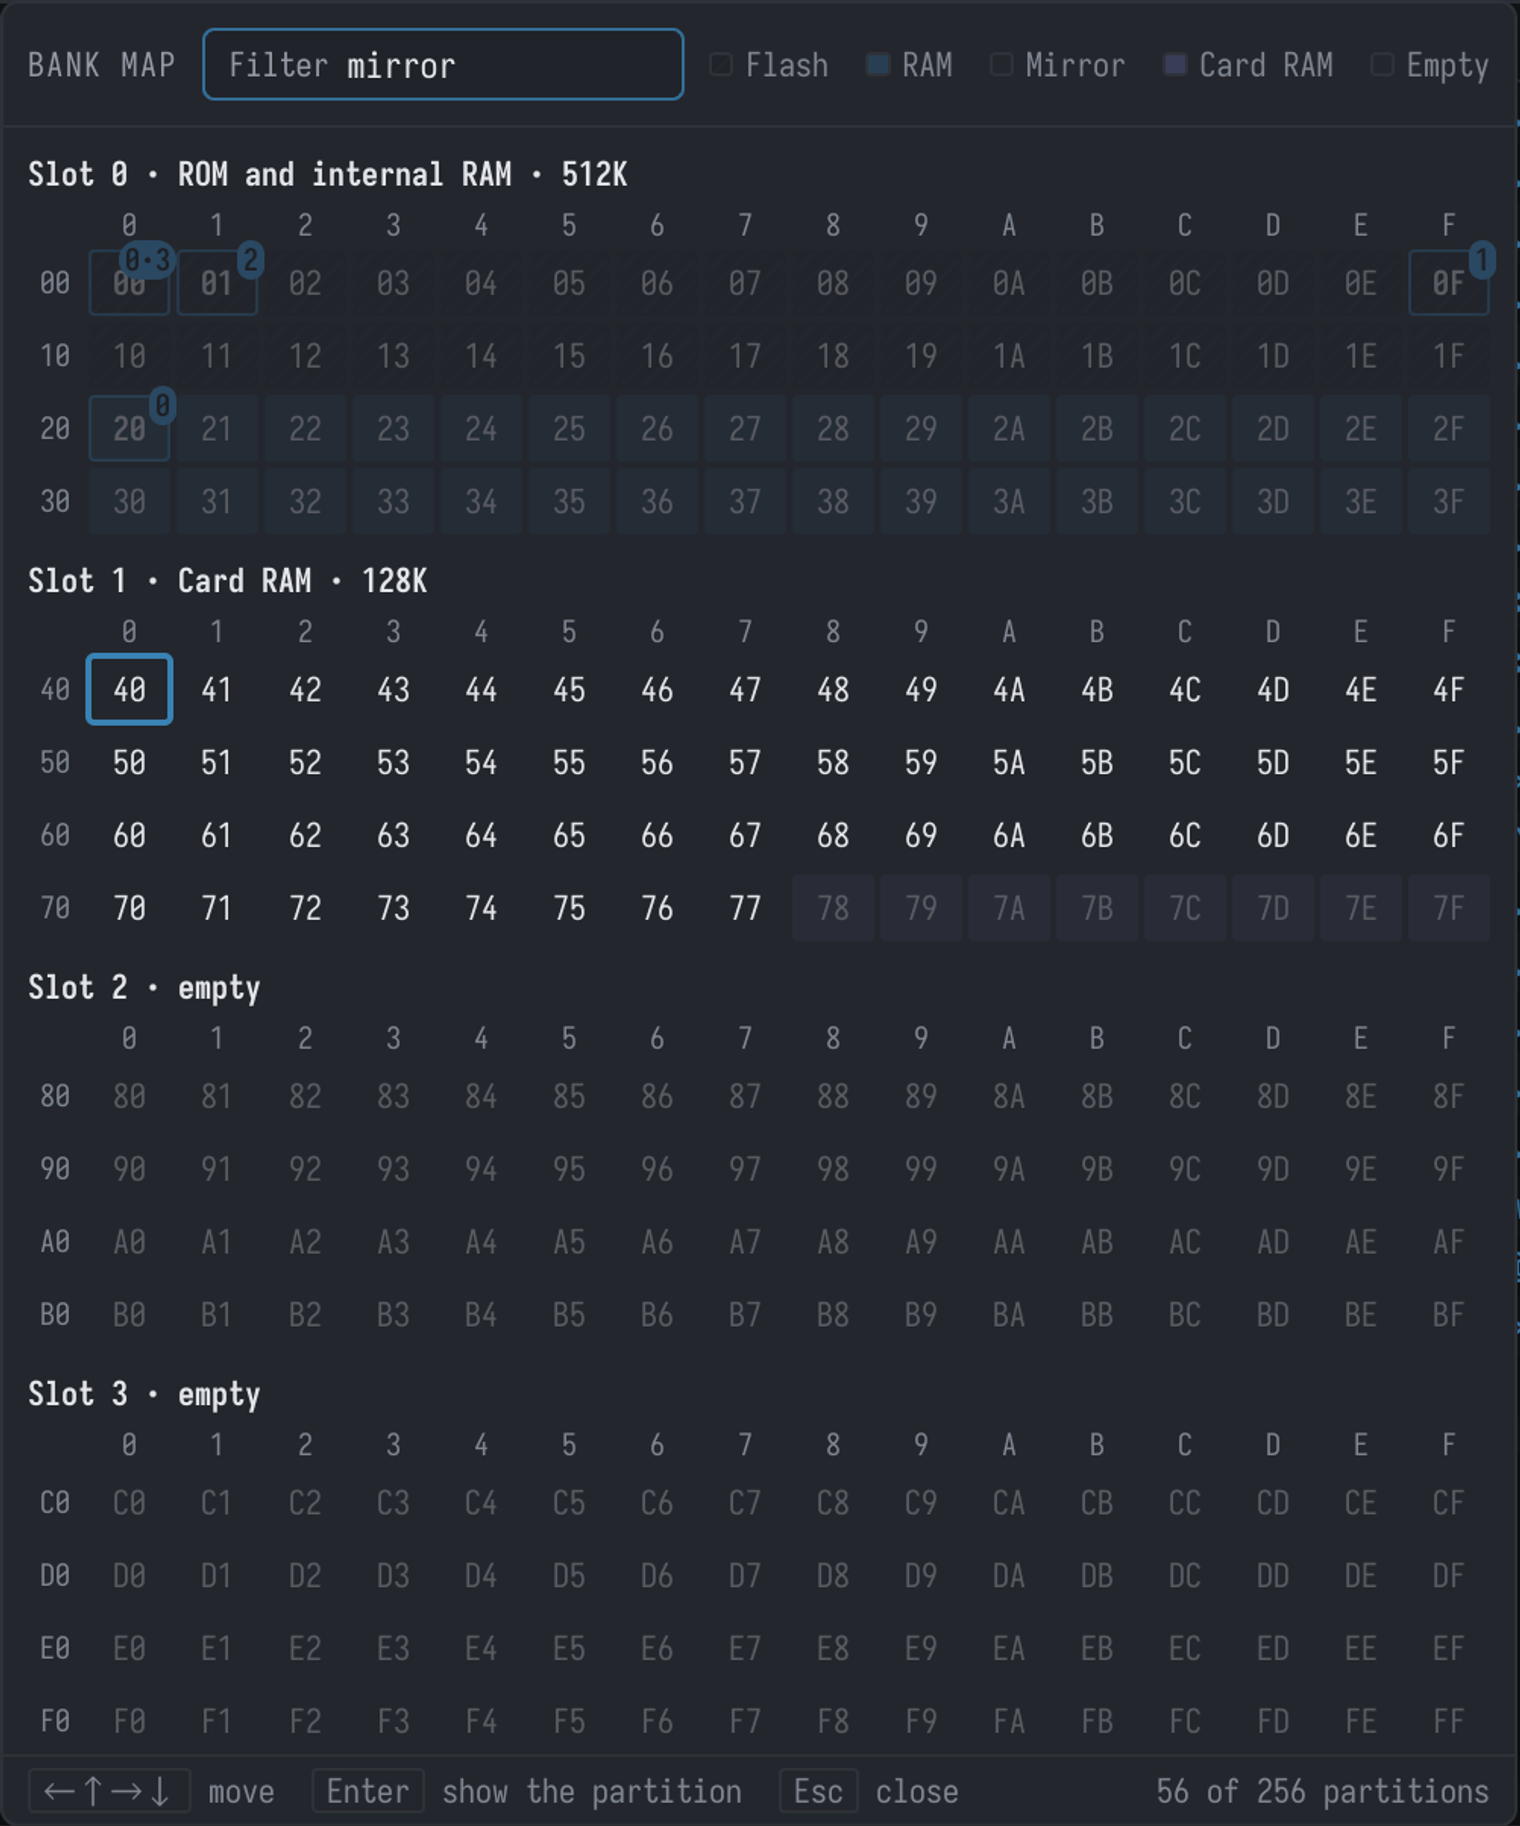 BANK MAP Filter mirror Flash RAM Mirror Card RAM Empty
Slot 0 · ROM and internal RAM · 512K
0 1 2 3 4 5 6 7 8 9 A B C D E F
0·3 2 1
00 00 01 02 03 04 05 06 07 08 09 0A 0B 0C 0D 0E 0F
10 10 11 12 13 14 15 16 17 18 19 1A 1B 1C 1D 1E 1F
0
20 20 21 22 23 24 25 26 27 28 29 2A 2B 2C 2D 2E 2F
30 30 31 32 33 34 35 36 37 38 39 3A 3B 3C 3D 3E 3F
Slot 1 · Card RAM · 128K
0 1 2 3 4 5 6 7 8 9 A B C D E F
40 40 41 42 43 44 45 46 47 48 49 4A 4B 4C 4D 4E 4F
50 50 51 52 53 54 55 56 57 58 59 5A 5B 5C 5D 5E 5F
60 60 61 62 63 64 65 66 67 68 69 6A 6B 6C 6D 6E 6F
70 70 71 72 73 74 75 76 77 78 79 7A 7B 7C 7D 7E 7F
Slot 2 · empty
0 1 2 3 4 5 6 7 8 9 A B C D E F
80 80 81 82 83 84 85 86 87 88 89 8A 8B 8C 8D 8E 8F
90 90 91 92 93 94 95 96 97 98 99 9A 9B 9C 9D 9E 9F
A0 A0 A1 A2 A3 A4 A5 A6 A7 A8 A9 AA AB AC AD AE AF
B0 B0 B1 B2 B3 B4 B5 B6 B7 B8 B9 BA BB BC BD BE BF
Slot 3 · empty
0 1 2 3 4 5 6 7 8 9 A B C D E F
C0 C0 C1 C2 C3 C4 C5 C6 C7 C8 C9 CA CB CC CD CE CF
D0 D0 D1 D2 D3 D4 D5 D6 D7 D8 D9 DA DB DC DD DE DF
E0 E0 E1 E2 E3 E4 E5 E6 E7 E8 E9 EA EB EC ED EE EF
F0 F0 F1 F2 F3 F4 F5 F6 F7 F8 F9 FA FB FC FD FE FF
←↑→↓ move Enter show the partition Esc close 56 of 256 partitions